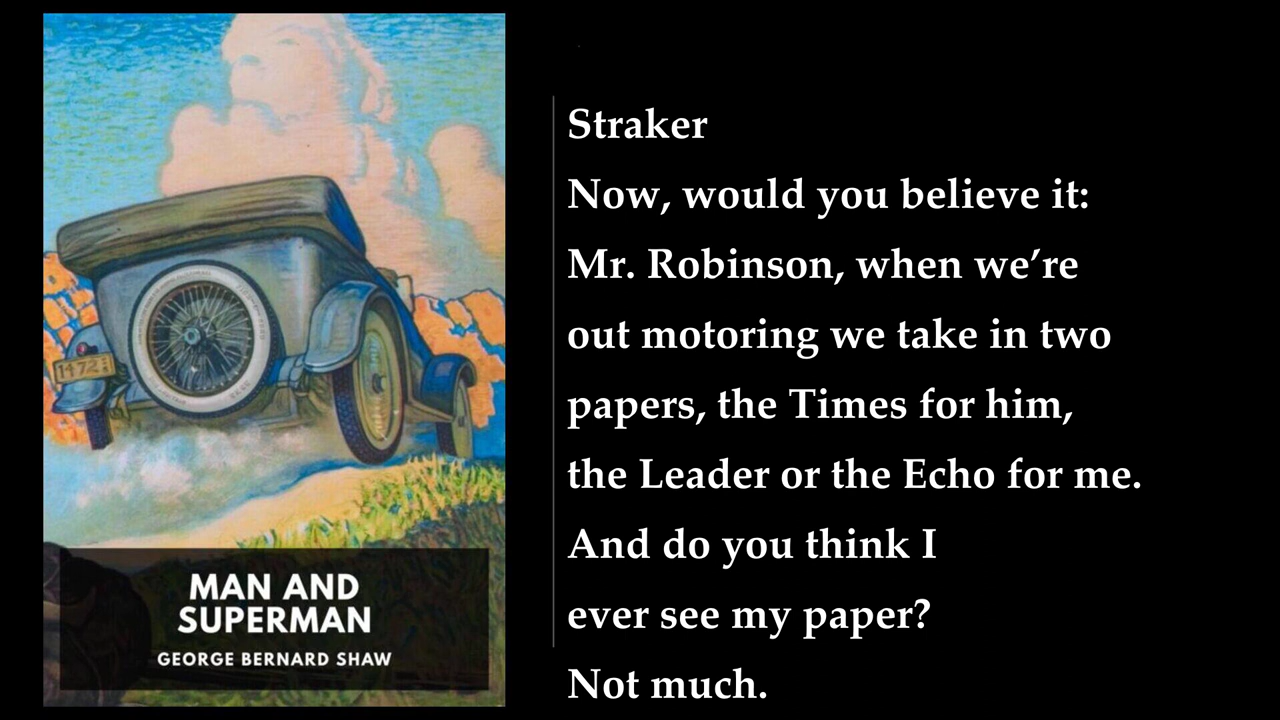 1472
MAN AND
SUPERMAN
GEORGE BERNARD SHAW
Straker
Now, would you believe it:
Mr. Robinson, when we’re
out motoring we take in two
papers, the Times for him,
the Leader or the Echo for me.
And do you think I
ever see my paper?
Not much.